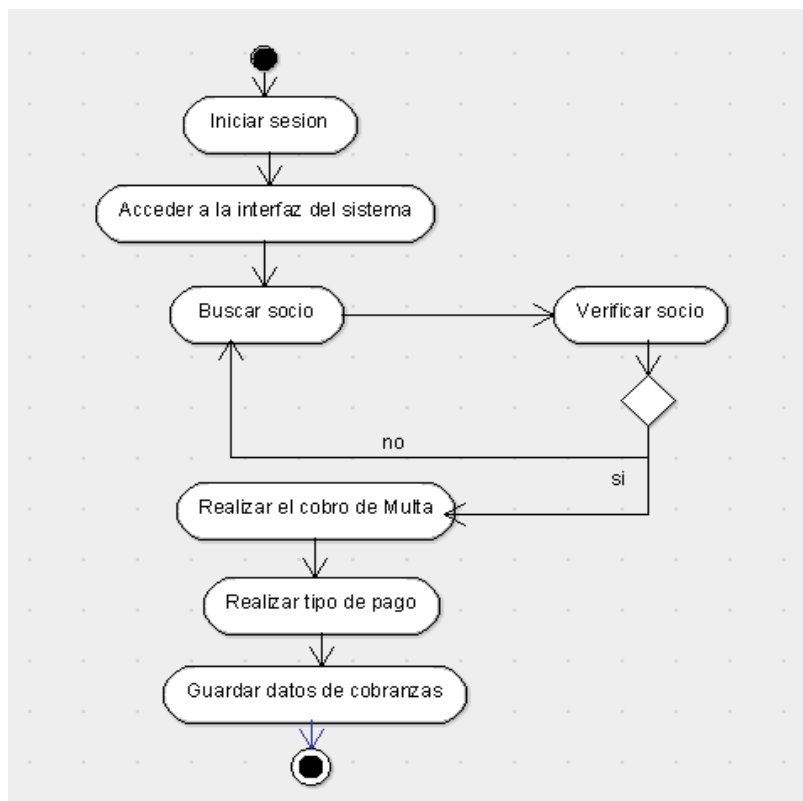 Iniciar sesion
Acceder a la interfaz del sistema
Buscar socio
Verificar socio
no
si
Realizar el cobro de Multa
Realizar tipo de pago
Guardar datos de cobranzas